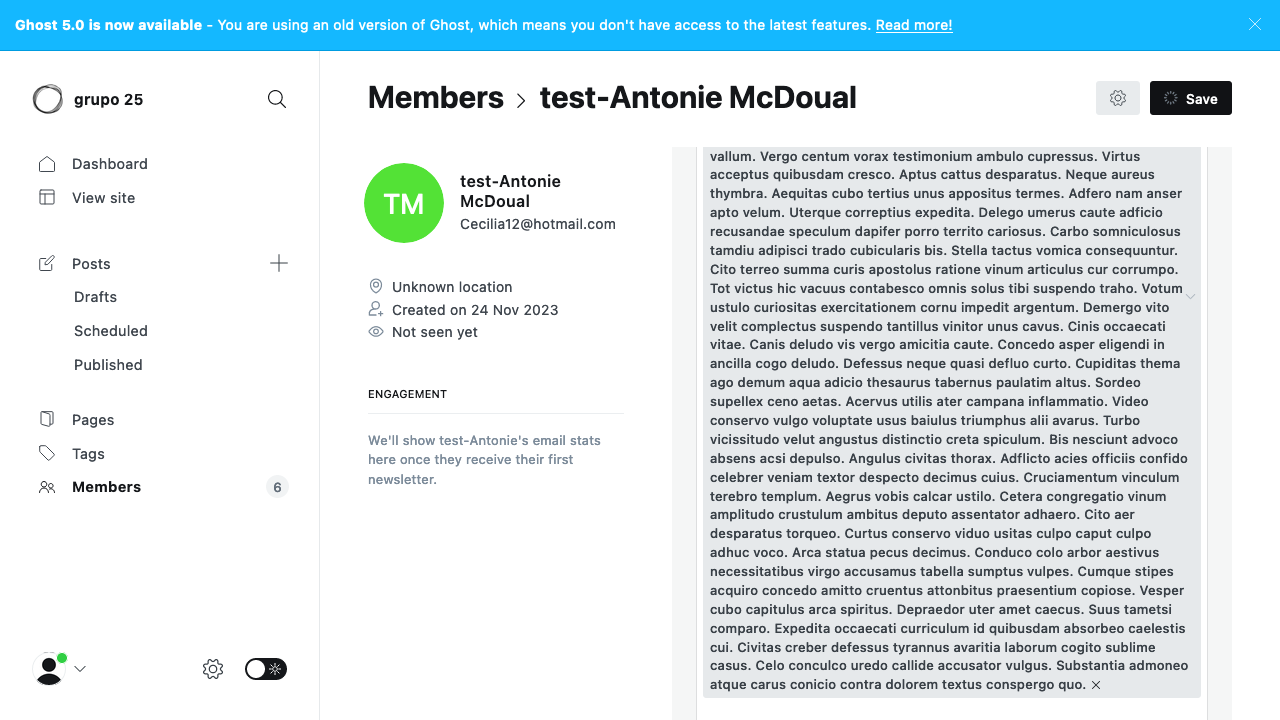 Ghost 5.0 is now available - You are using an old version of Ghost, which means you don't have access to the latest features. Read more!
grupo 25
Dashboard
View site
Posts
Drafts
Scheduled
Published
Pages
Tags
Members 6
Members > test-Antonie McDoual
Save
TM
test-Antonie
McDoual
Cecilia12@hotmail.com
Unknown location
Created on 24 Nov 2023
Not seen yet
ENGAGEMENT
We'll show test-Antonie's email stats
here once they receive their first
newsletter.
vallum. Vergo centum vorax testimonium ambulo cupressus. Virtus
acceptus quibusdam cresco. Aptus cattus desparatus. Neque aureus
thymbra. Aequitas cubo tertius unus appositus termes. Adfero nam anser
apto velum. Uterque correptius expedita. Delego umerus caute adficio
recusandae speculum dapifer porro territo cariosus. Carbo somniculosus
tamdiu adipisci trado cubicularis bis. Stella tactus vomica consequuntur.
Cito terreo summa curis apostolus ratione vinum articulus cur corrumpo.
Tot victus hic vacuus contabesco omnis solus tibi suspendo traho. Votum
ustulo curiositas exercitationem cornu impedit argentum. Demergo vito
velit complectus suspendo tantillus vinitor unus cavus. Cinis occaecati
vitae. Canis deludo vis vergo amicitia caute. Concedo asper eligendi in
ancilla cogo deludo. Defessus neque quasi defluo curto. Cupiditas thema
ago demum aqua adicio thesaurus tabernus paulatim altus. Sordeo
supellex ceno aetas. Acervus utilis ater campana inflammatio. Video
conservo vulgo voluptate usus baiulus triumphus alii avarus. Turbo
vicissitudo velut angustus distinctio creta spiculum. Bis nesciunt advoco
absens acsi depulso. Angulus civitas thorax. Adflicto acies officiis confido
celebrer veniam textor despecto decimus cuius. Cruciamentum vinculum
terebro templum. Aegrus vobis calcar ustilo. Cetera congregatio vinum
amplitudo crustulum ambitus deputo assentator adhaero. Cito aer
desparatus torqueo. Curtus conservo viduo usitas culpo caput culpo
adhuc voco. Arca statua pecus decimus. Conduco colo arbor aestivus
necessitatibus virgo accusamus tabella sumptus vulpes. Cumque stipes
acquiro concedo amitto cruentus attonbitus praesentium copiose. Vesper
cubo capitulus arca spiritus. Depraedor uter amet caecus. Suus tametsi
comparo. Expedita occaecati curriculum id quibusdam absorbeo caelestis
cui. Civitas creber defessus tyrannus avaritia laborum cogito sublime
casus. Celo conculco uredo callide accusator vulgus. Substantia admoneo
atque carus conicio contra dolorem textus conspergo quo.